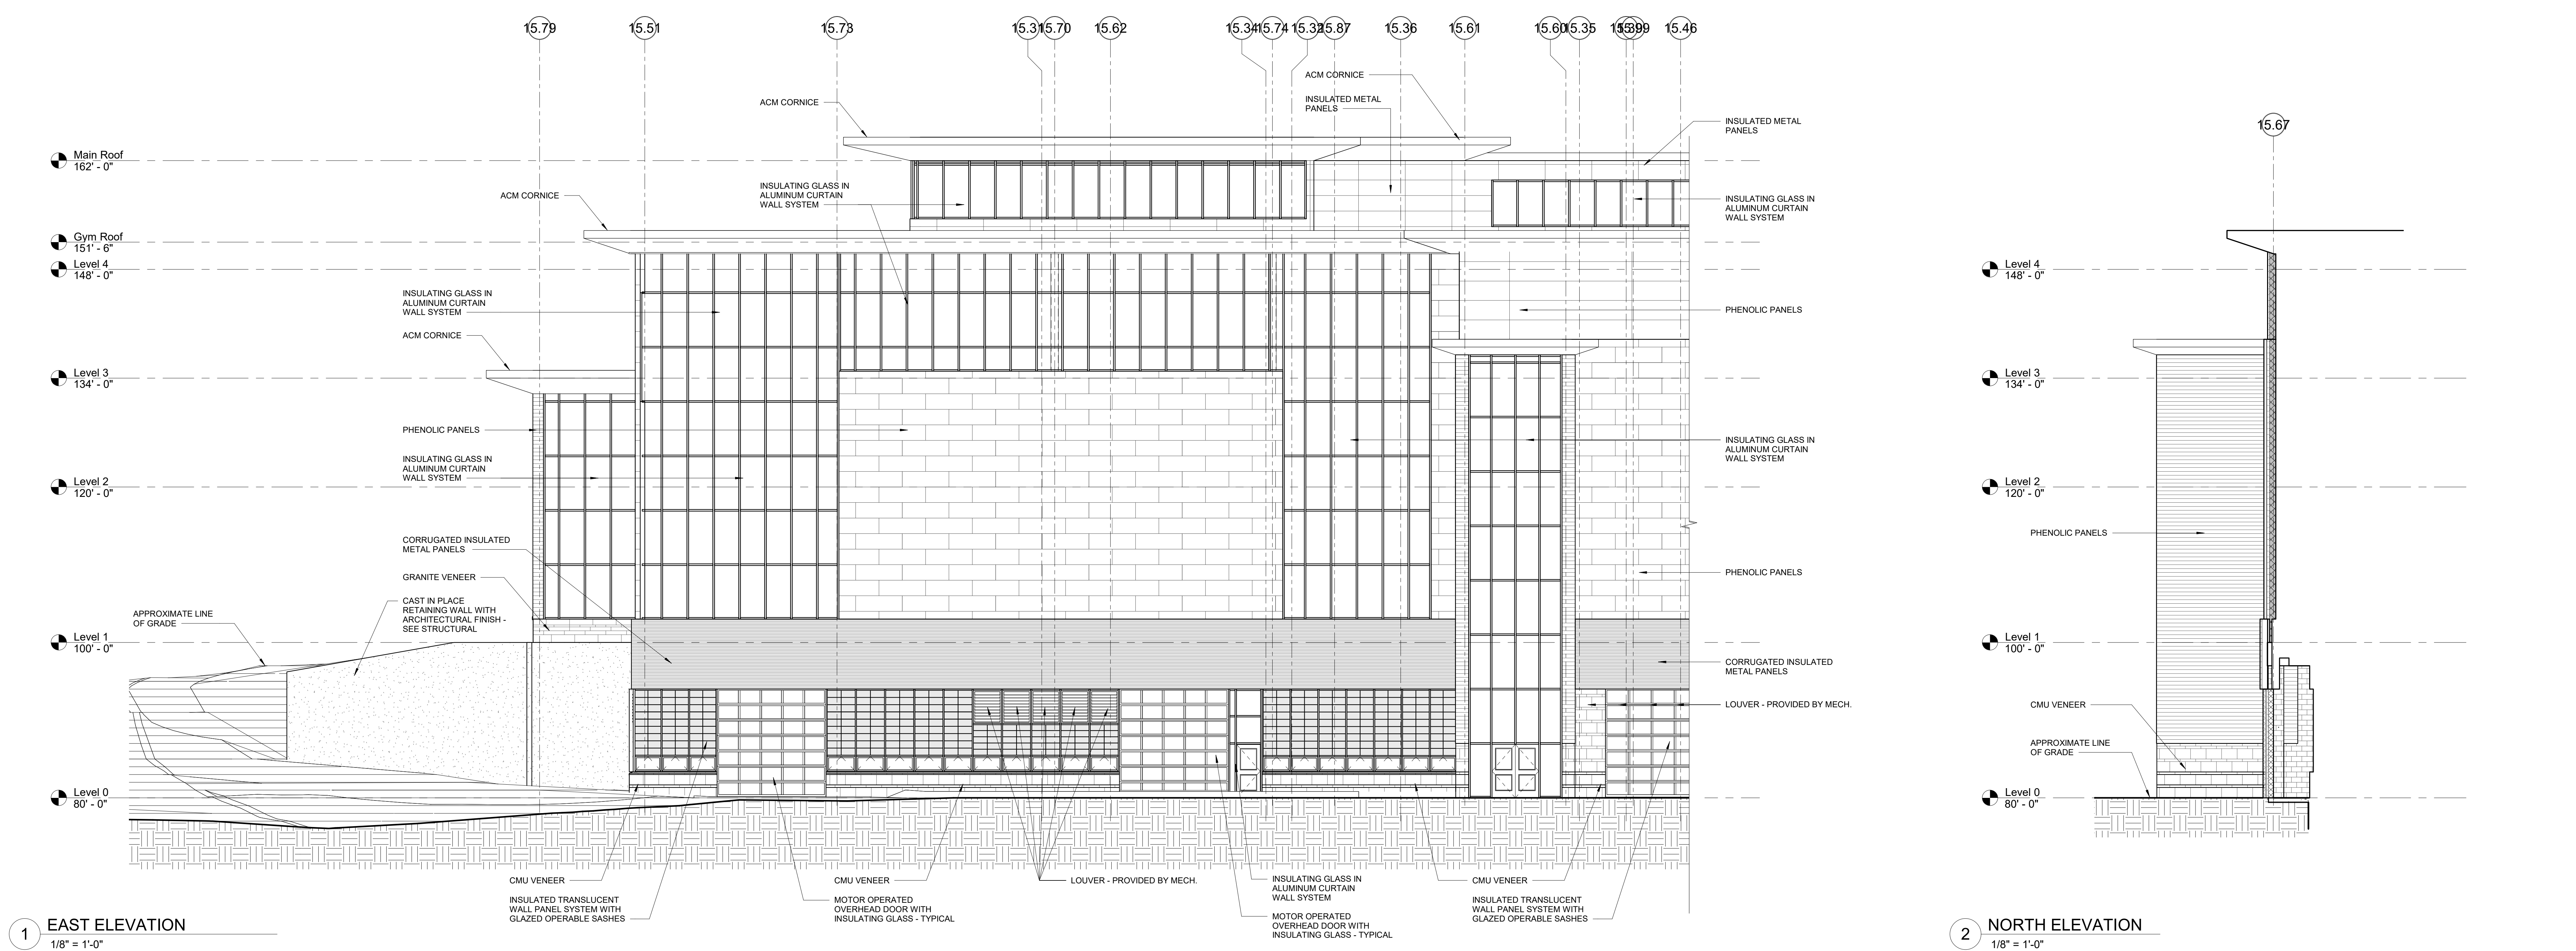 15.79
15.51
15.73
15.31
15.70
15.62
15.34
15.74
15.32
15.87
15.36
15.61
15.60
15.35
15.99
15.46
15.67
ACM CORNICE
ACM CORNICE
INSULATED METAL
PANELS
INSULATED METAL
PANELS
Main Roof
162' - 0"
INSULATING GLASS IN
ALUMINUM CURTAIN
WALL SYSTEM
ACM CORNICE
INSULATING GLASS IN
ALUMINUM CURTAIN
WALL SYSTEM
Gym Roof
151' - 6"
Level 4
148' - 0"
INSULATING GLASS IN
ALUMINUM CURTAIN
WALL SYSTEM
PHENOLIC PANELS
ACM CORNICE
Level 3
134' - 0"
PHENOLIC PANELS
INSULATING GLASS IN
ALUMINUM CURTAIN
WALL SYSTEM
INSULATING GLASS IN
ALUMINUM CURTAIN
WALL SYSTEM
Level 2
120' - 0"
CORRUGATED INSULATED
METAL PANELS
GRANITE VENEER
PHENOLIC PANELS
CAST IN PLACE
RETAINING WALL WITH
ARCHITECTURAL FINISH -
SEE STRUCTURAL
APPROXIMATE LINE
OF GRADE
Level 1
100' - 0"
CORRUGATED INSULATED
METAL PANELS
LOUVER - PROVIDED BY MECH.
Level 0
80' - 0"
CMU VENEER
INSULATED TRANSLUCENT
WALL PANEL SYSTEM WITH
GLAZED OPERABLE SASHES
CMU VENEER
MOTOR OPERATED
OVERHEAD DOOR WITH
INSULATING GLASS - TYPICAL
LOUVER - PROVIDED BY MECH.
INSULATING GLASS IN
ALUMINUM CURTAIN
WALL SYSTEM
MOTOR OPERATED
OVERHEAD DOOR WITH
INSULATING GLASS - TYPICAL
CMU VENEER
INSULATED TRANSLUCENT
WALL PANEL SYSTEM WITH
GLAZED OPERABLE SASHES
1
EAST ELEVATION
1/8" = 1'-0"
Level 4
148' - 0"
Level 3
134' - 0"
Level 2
120' - 0"
PHENOLIC PANELS
Level 1
100' - 0"
CMU VENEER
APPROXIMATE LINE
OF GRADE
Level 0
80' - 0"
2
NORTH ELEVATION
1/8" = 1'-0"